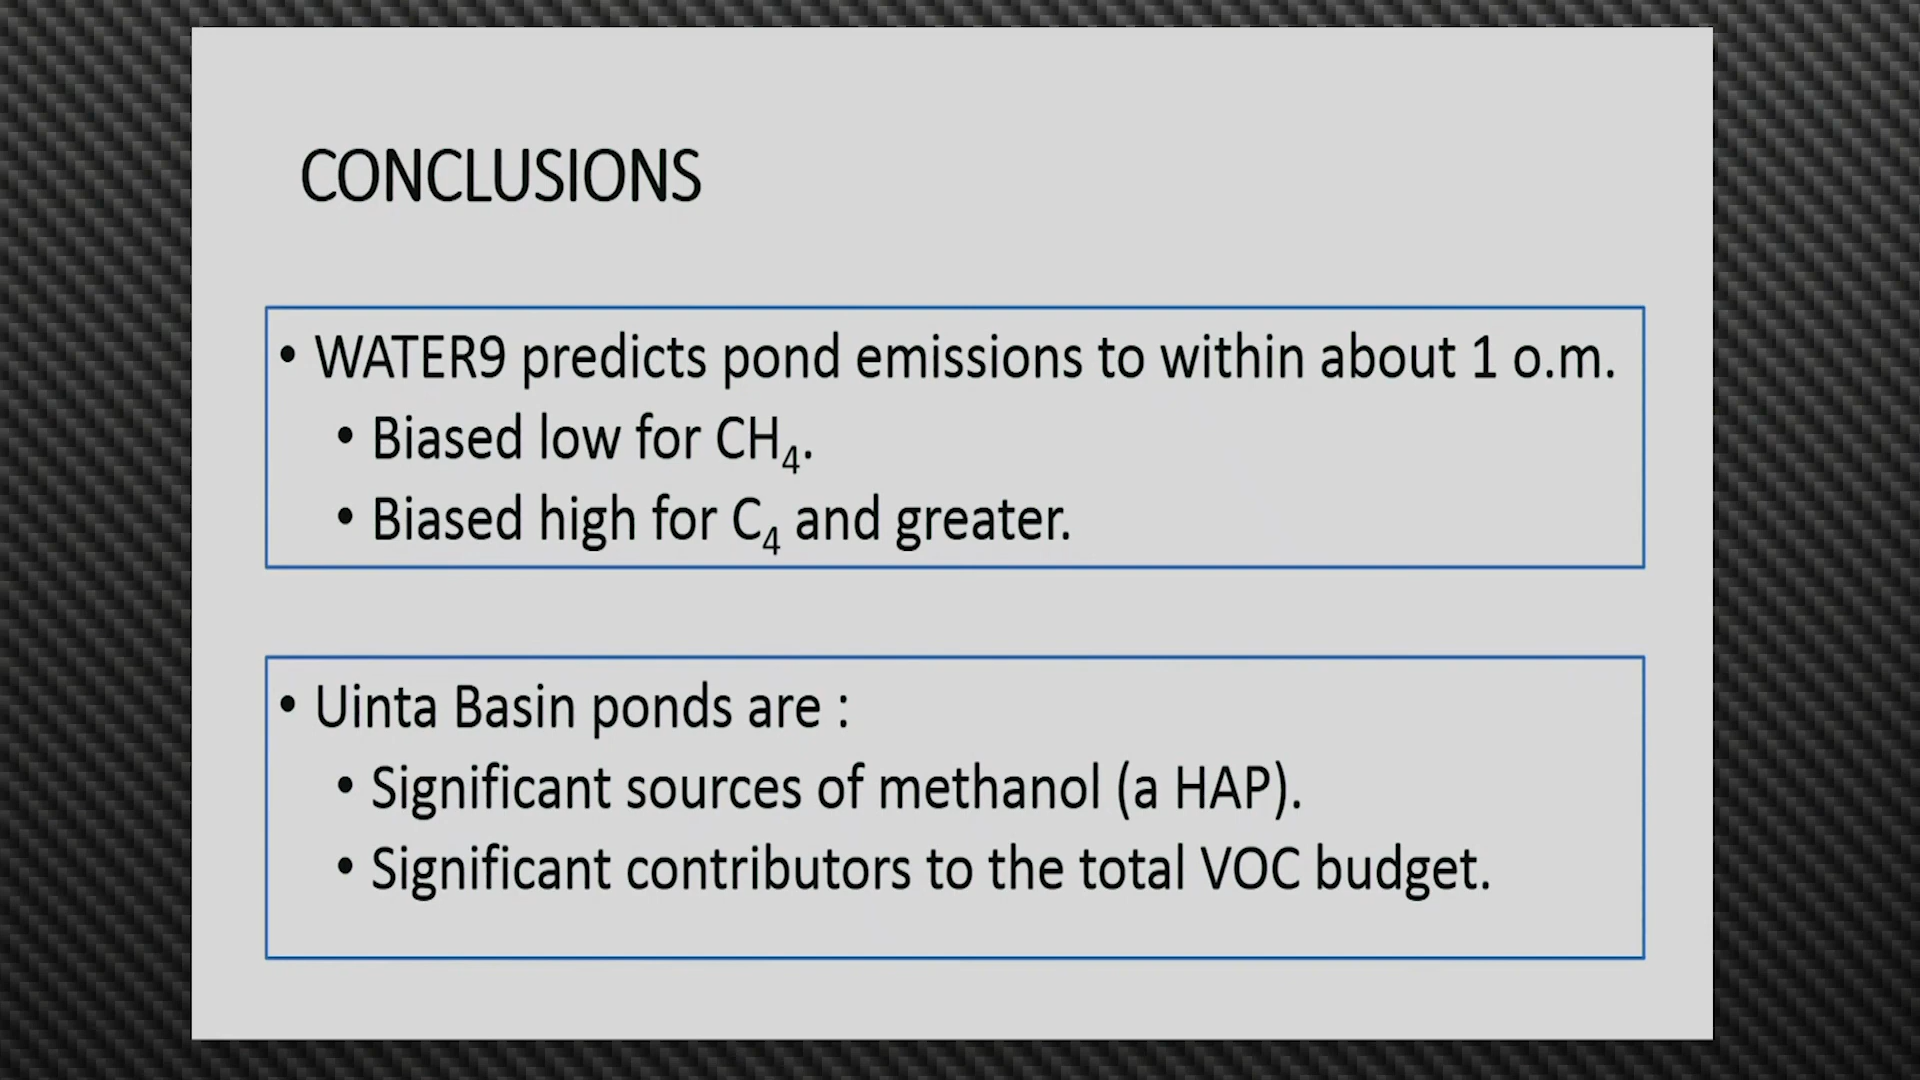 CONCLUSIONS
• WATER9 predicts pond emissions to within about 1 o.m.
• Biased low for CH₄.
• Biased high for C₄ and greater.
• Uinta Basin ponds are :
• Significant sources of methanol (a HAP).
• Significant contributors to the total VOC budget.